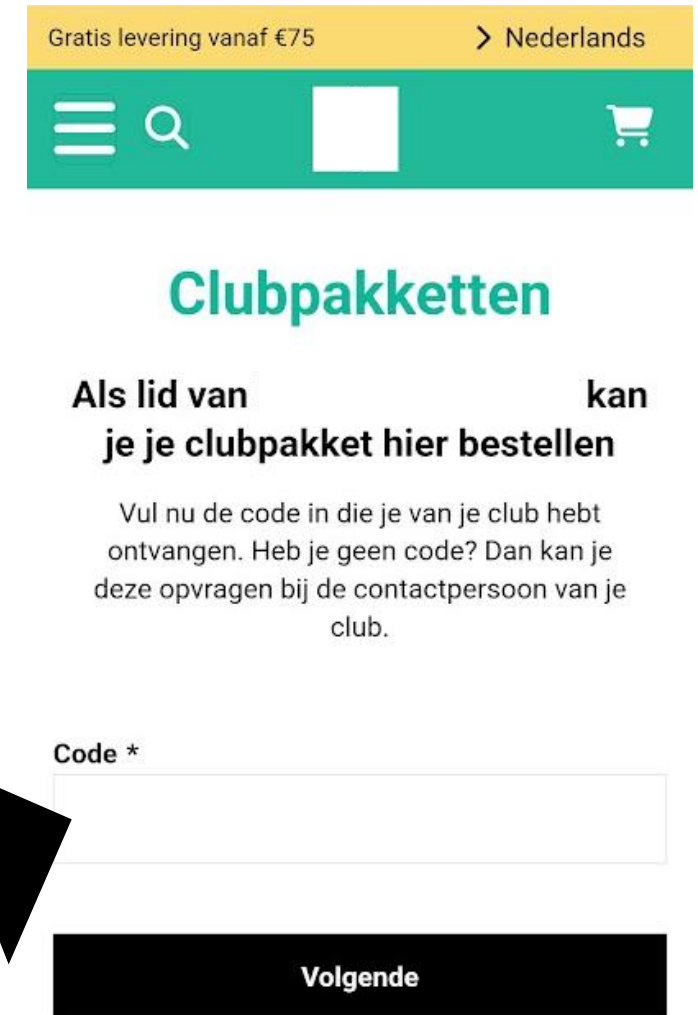 Gratis levering vanaf €75
Nederlands
Clubpakketten
Als lid van kan
je je clubpakket hier bestellen
Vul nu de code in die je van je club hebt
ontvangen. Heb je geen code? Dan kan je
deze opvragen bij de contactpersoon van je
club.
Code *
Volgende